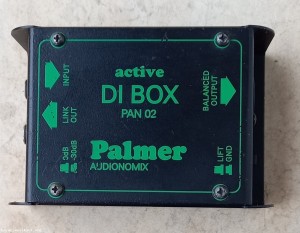 active
DI BOX
PAN 02
INPUT
LINK
OUT
BALANCED
OUTPUT
0dB
-30dB
Palmer
AUDIONOMIX
LIFT
GND